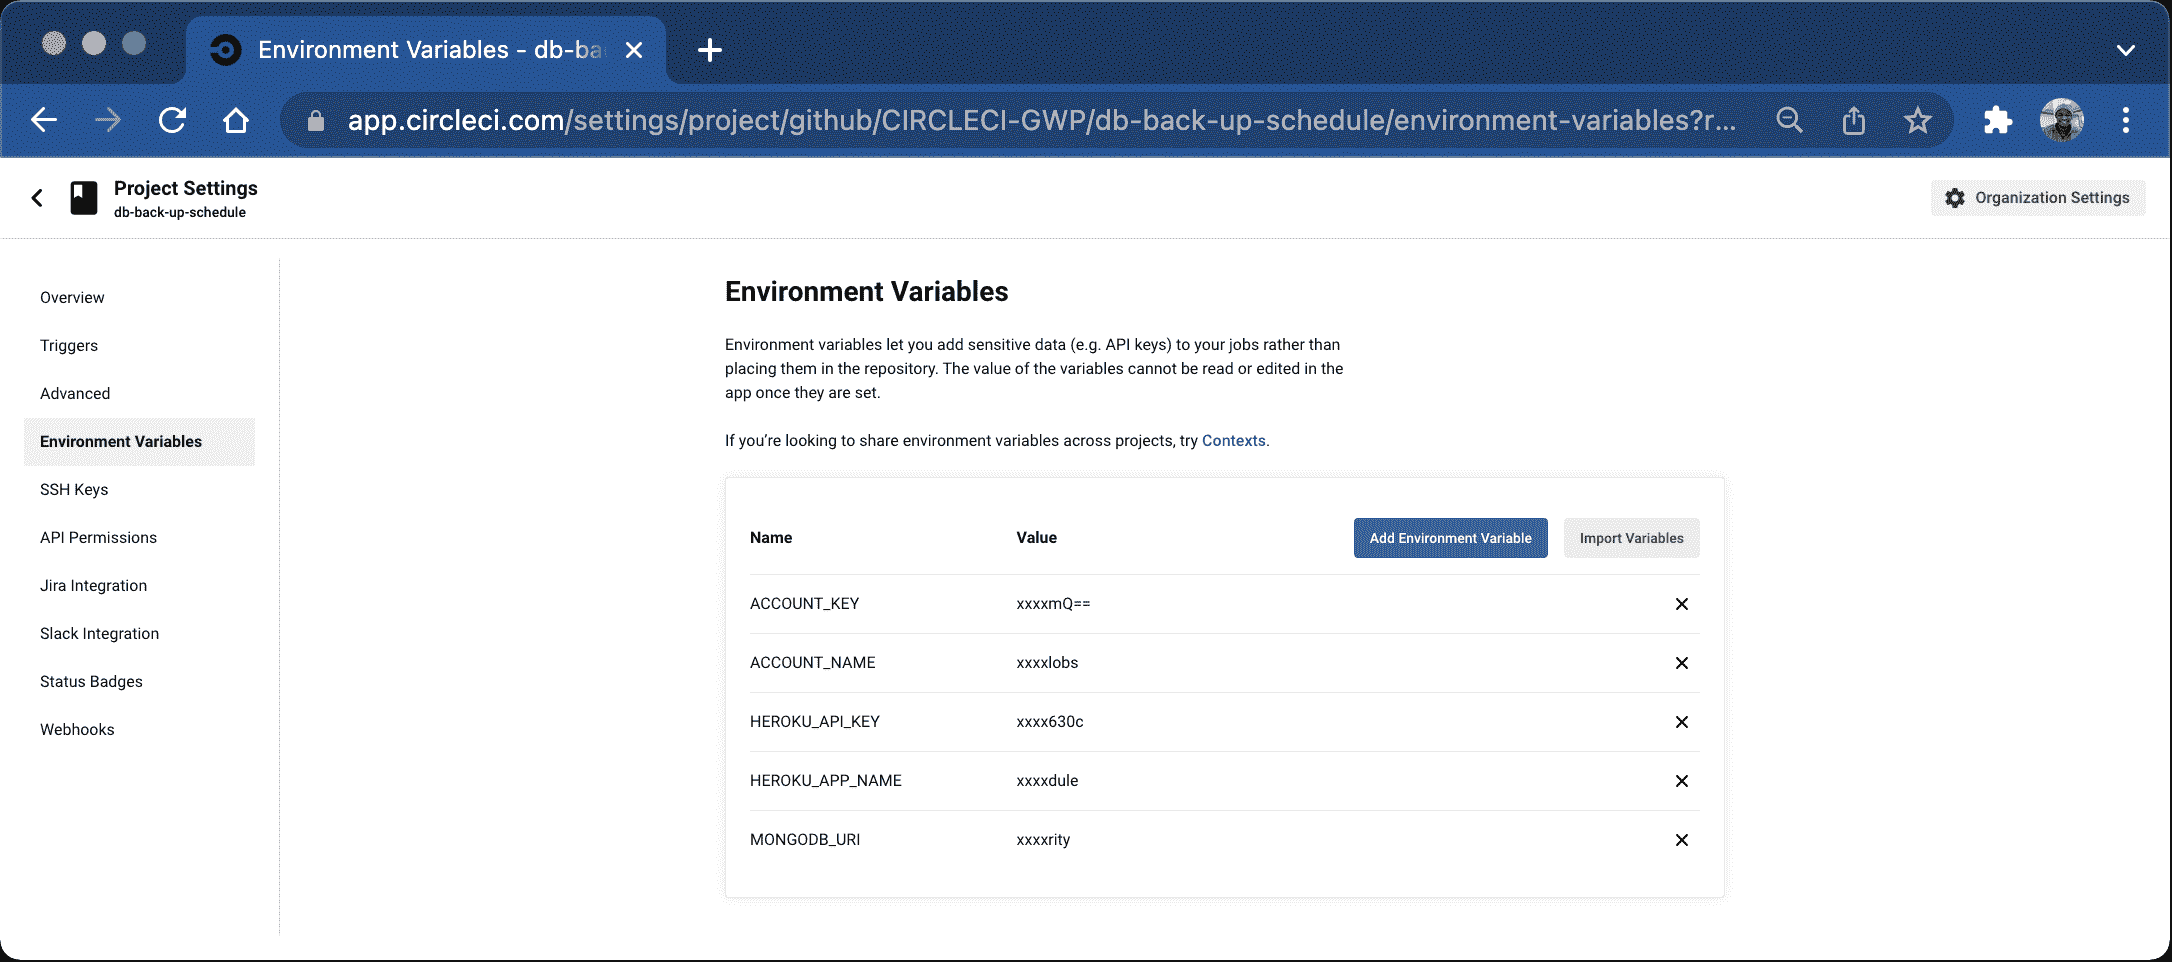 Environment Variables - db-ba
app.circleci.com/settings/project/github/CIRCLECI-GWP/db-back-up-schedule/environment-variables?r...
Project Settings
db-back-up-schedule
Organization Settings
Overview
Triggers
Advanced
Environment Variables
SSH Keys
API Permissions
Jira Integration
Slack Integration
Status Badges
Webhooks
Environment Variables
Environment variables let you add sensitive data (e.g. API keys) to your jobs rather than
placing them in the repository. The value of the variables cannot be read or edited in the
app once they are set.
If you’re looking to share environment variables across projects, try Contexts.
Name Value Add Environment Variable Import Variables
ACCOUNT_KEY xxxxmQ==
ACCOUNT_NAME xxxxlobs
HEROKU_API_KEY xxxx630c
HEROKU_APP_NAME xxxxdule
MONGODB_URI xxxxrity